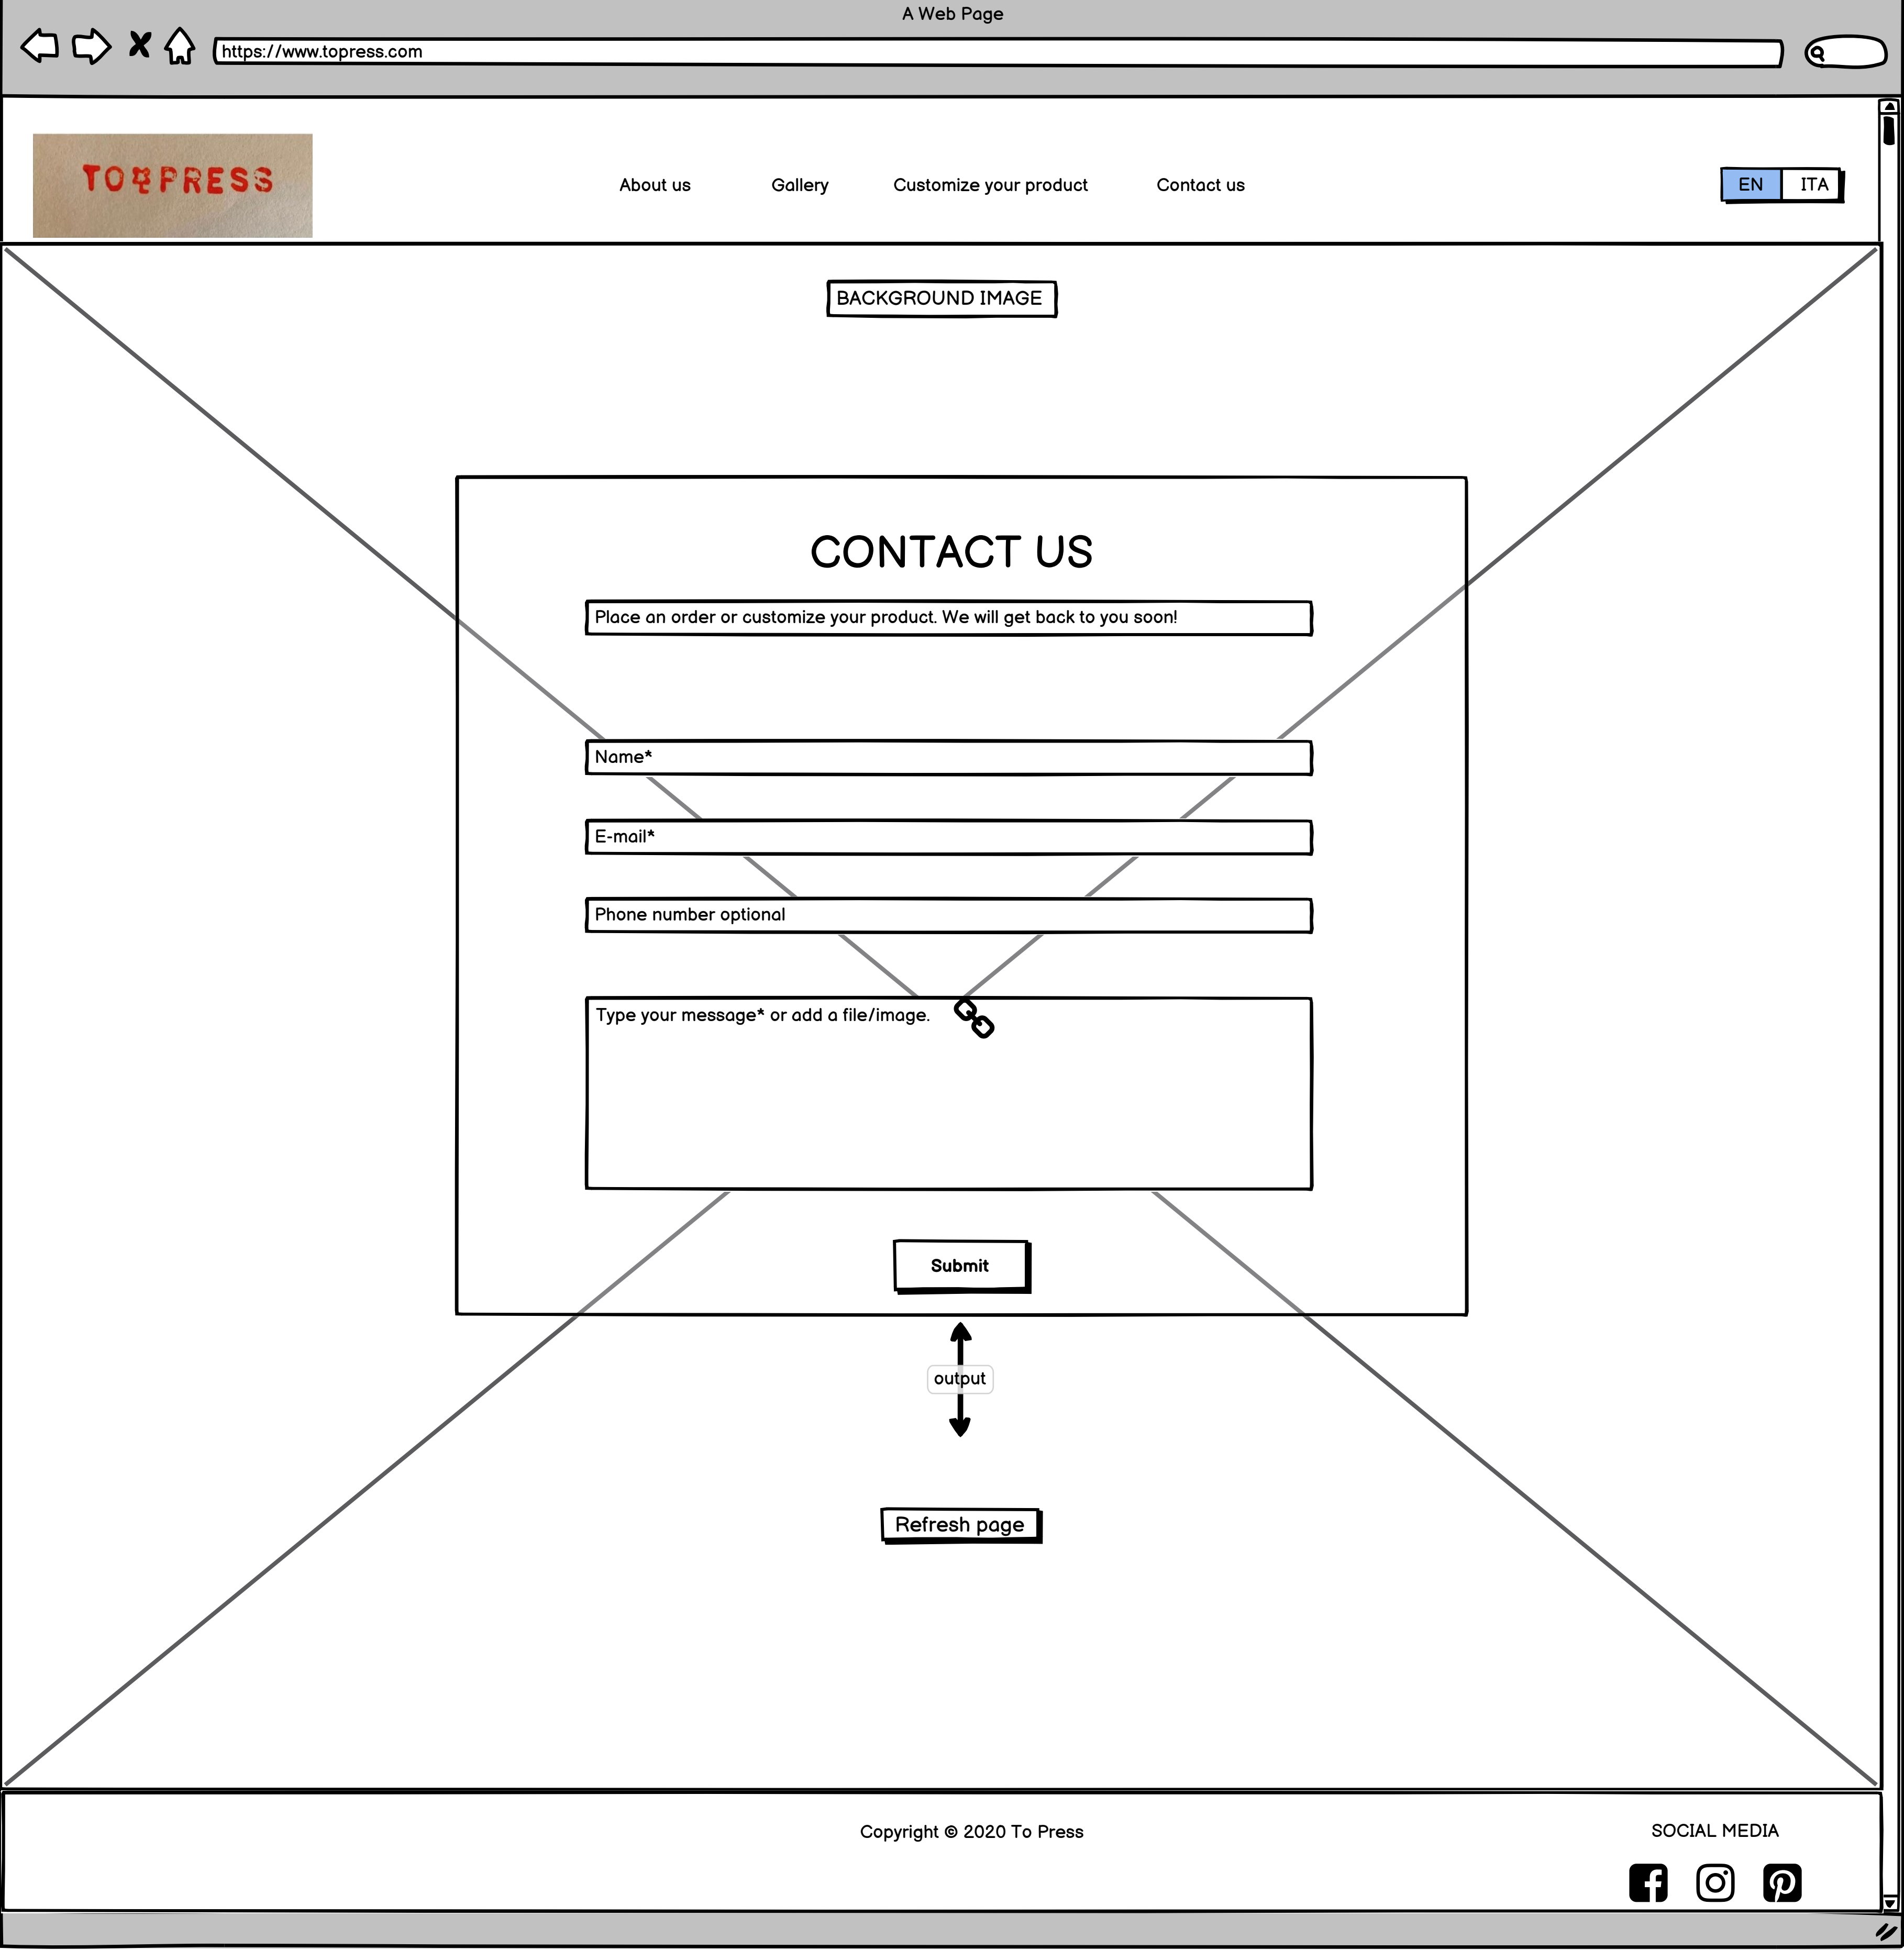 A Web Page
https://www.topress.com
TO PRESS
About us
Gallery
Customize your product
Contact us
EN
ITA
BACKGROUND IMAGE
CONTACT US
Place an order or customize your product. We will get back to you soon!
Name*
E-mail*
Phone number optional
Type your message* or add a file/image.
Submit
output
Refresh page
Copyright © 2020 To Press
SOCIAL MEDIA